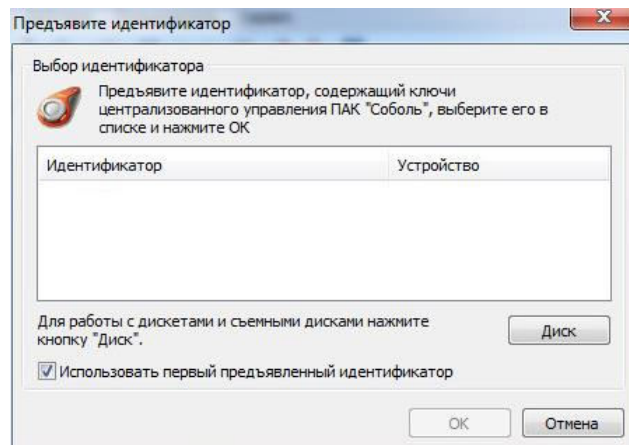 Предъявите идентификатор
Выбор идентификатора
Предъявите идентификатор, содержащий ключи
централизованного управления ПАК "Соболь", выберите его в
списке и нажмите ОК
Идентификатор Устройство
Для работы с дискетами и съемными дисками нажмите
кнопку "Диск".
Диск
Использовать первый предъявленный идентификатор
ОК Отмена